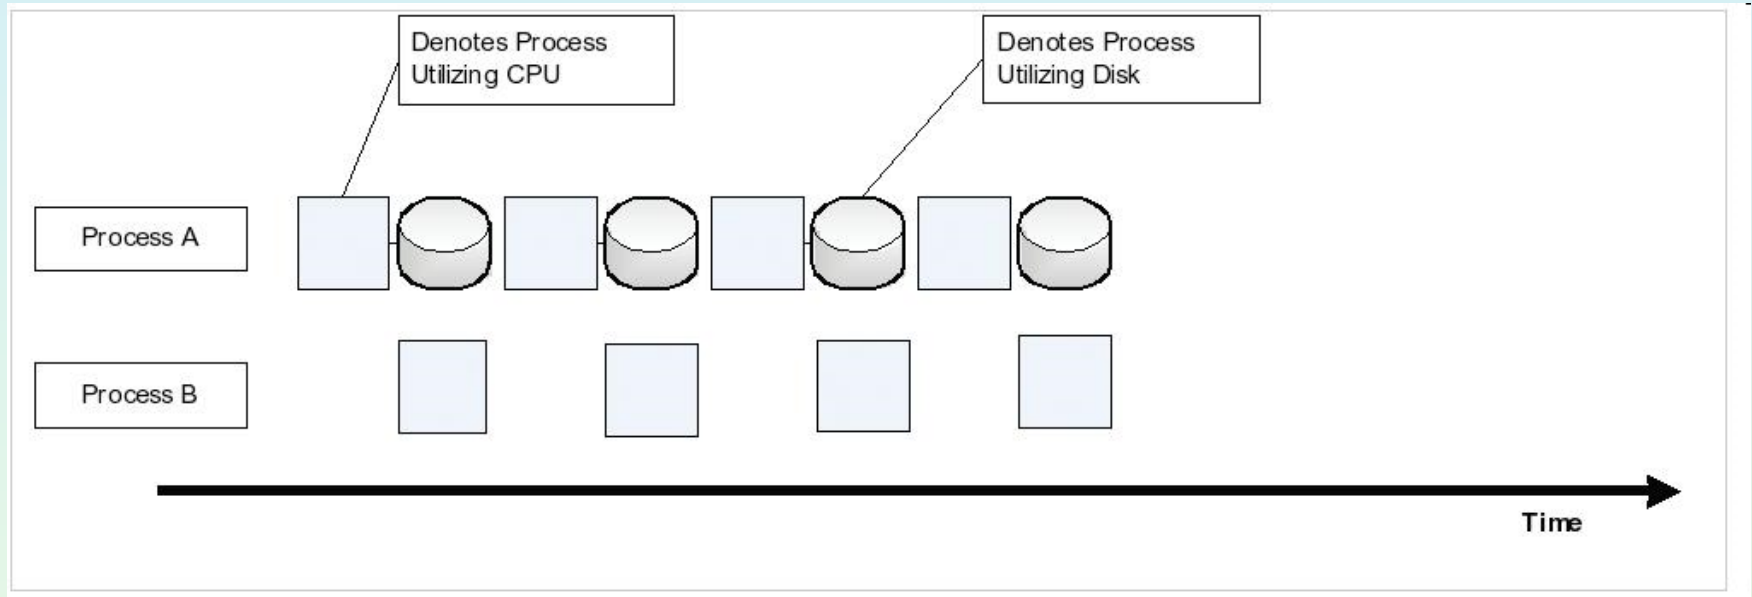 Denotes Process
Utilizing CPU
Denotes Process
Utilizing Disk
Process A
Process B
Time